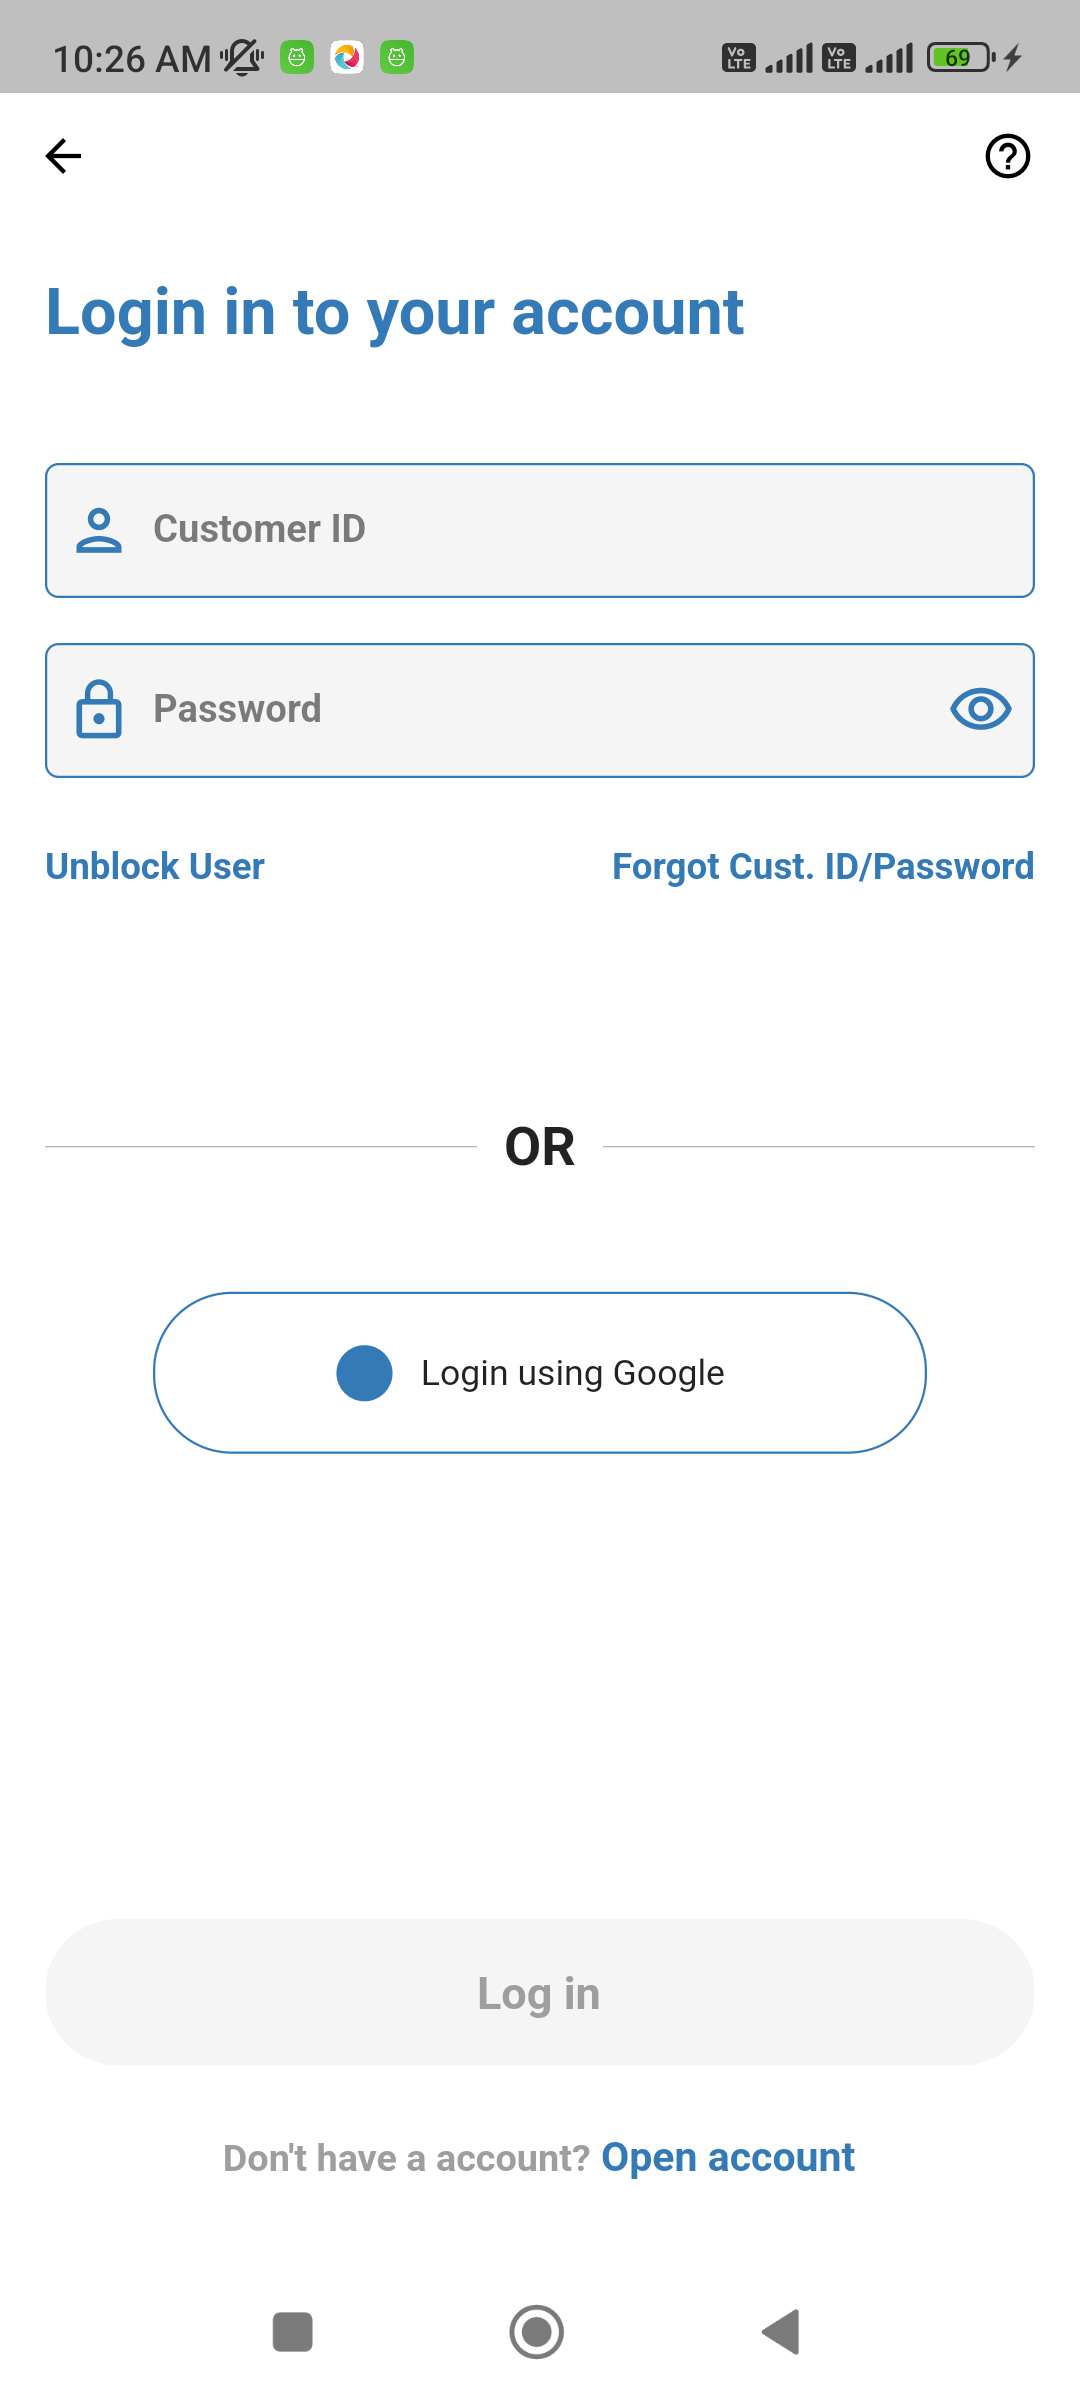 10:26 AM
Vo LTE Vo LTE 69
Login in to your account
Customer ID
Password
Unblock User
Forgot Cust. ID/Password
OR
Login using Google
Log in
Don't have a account? Open account